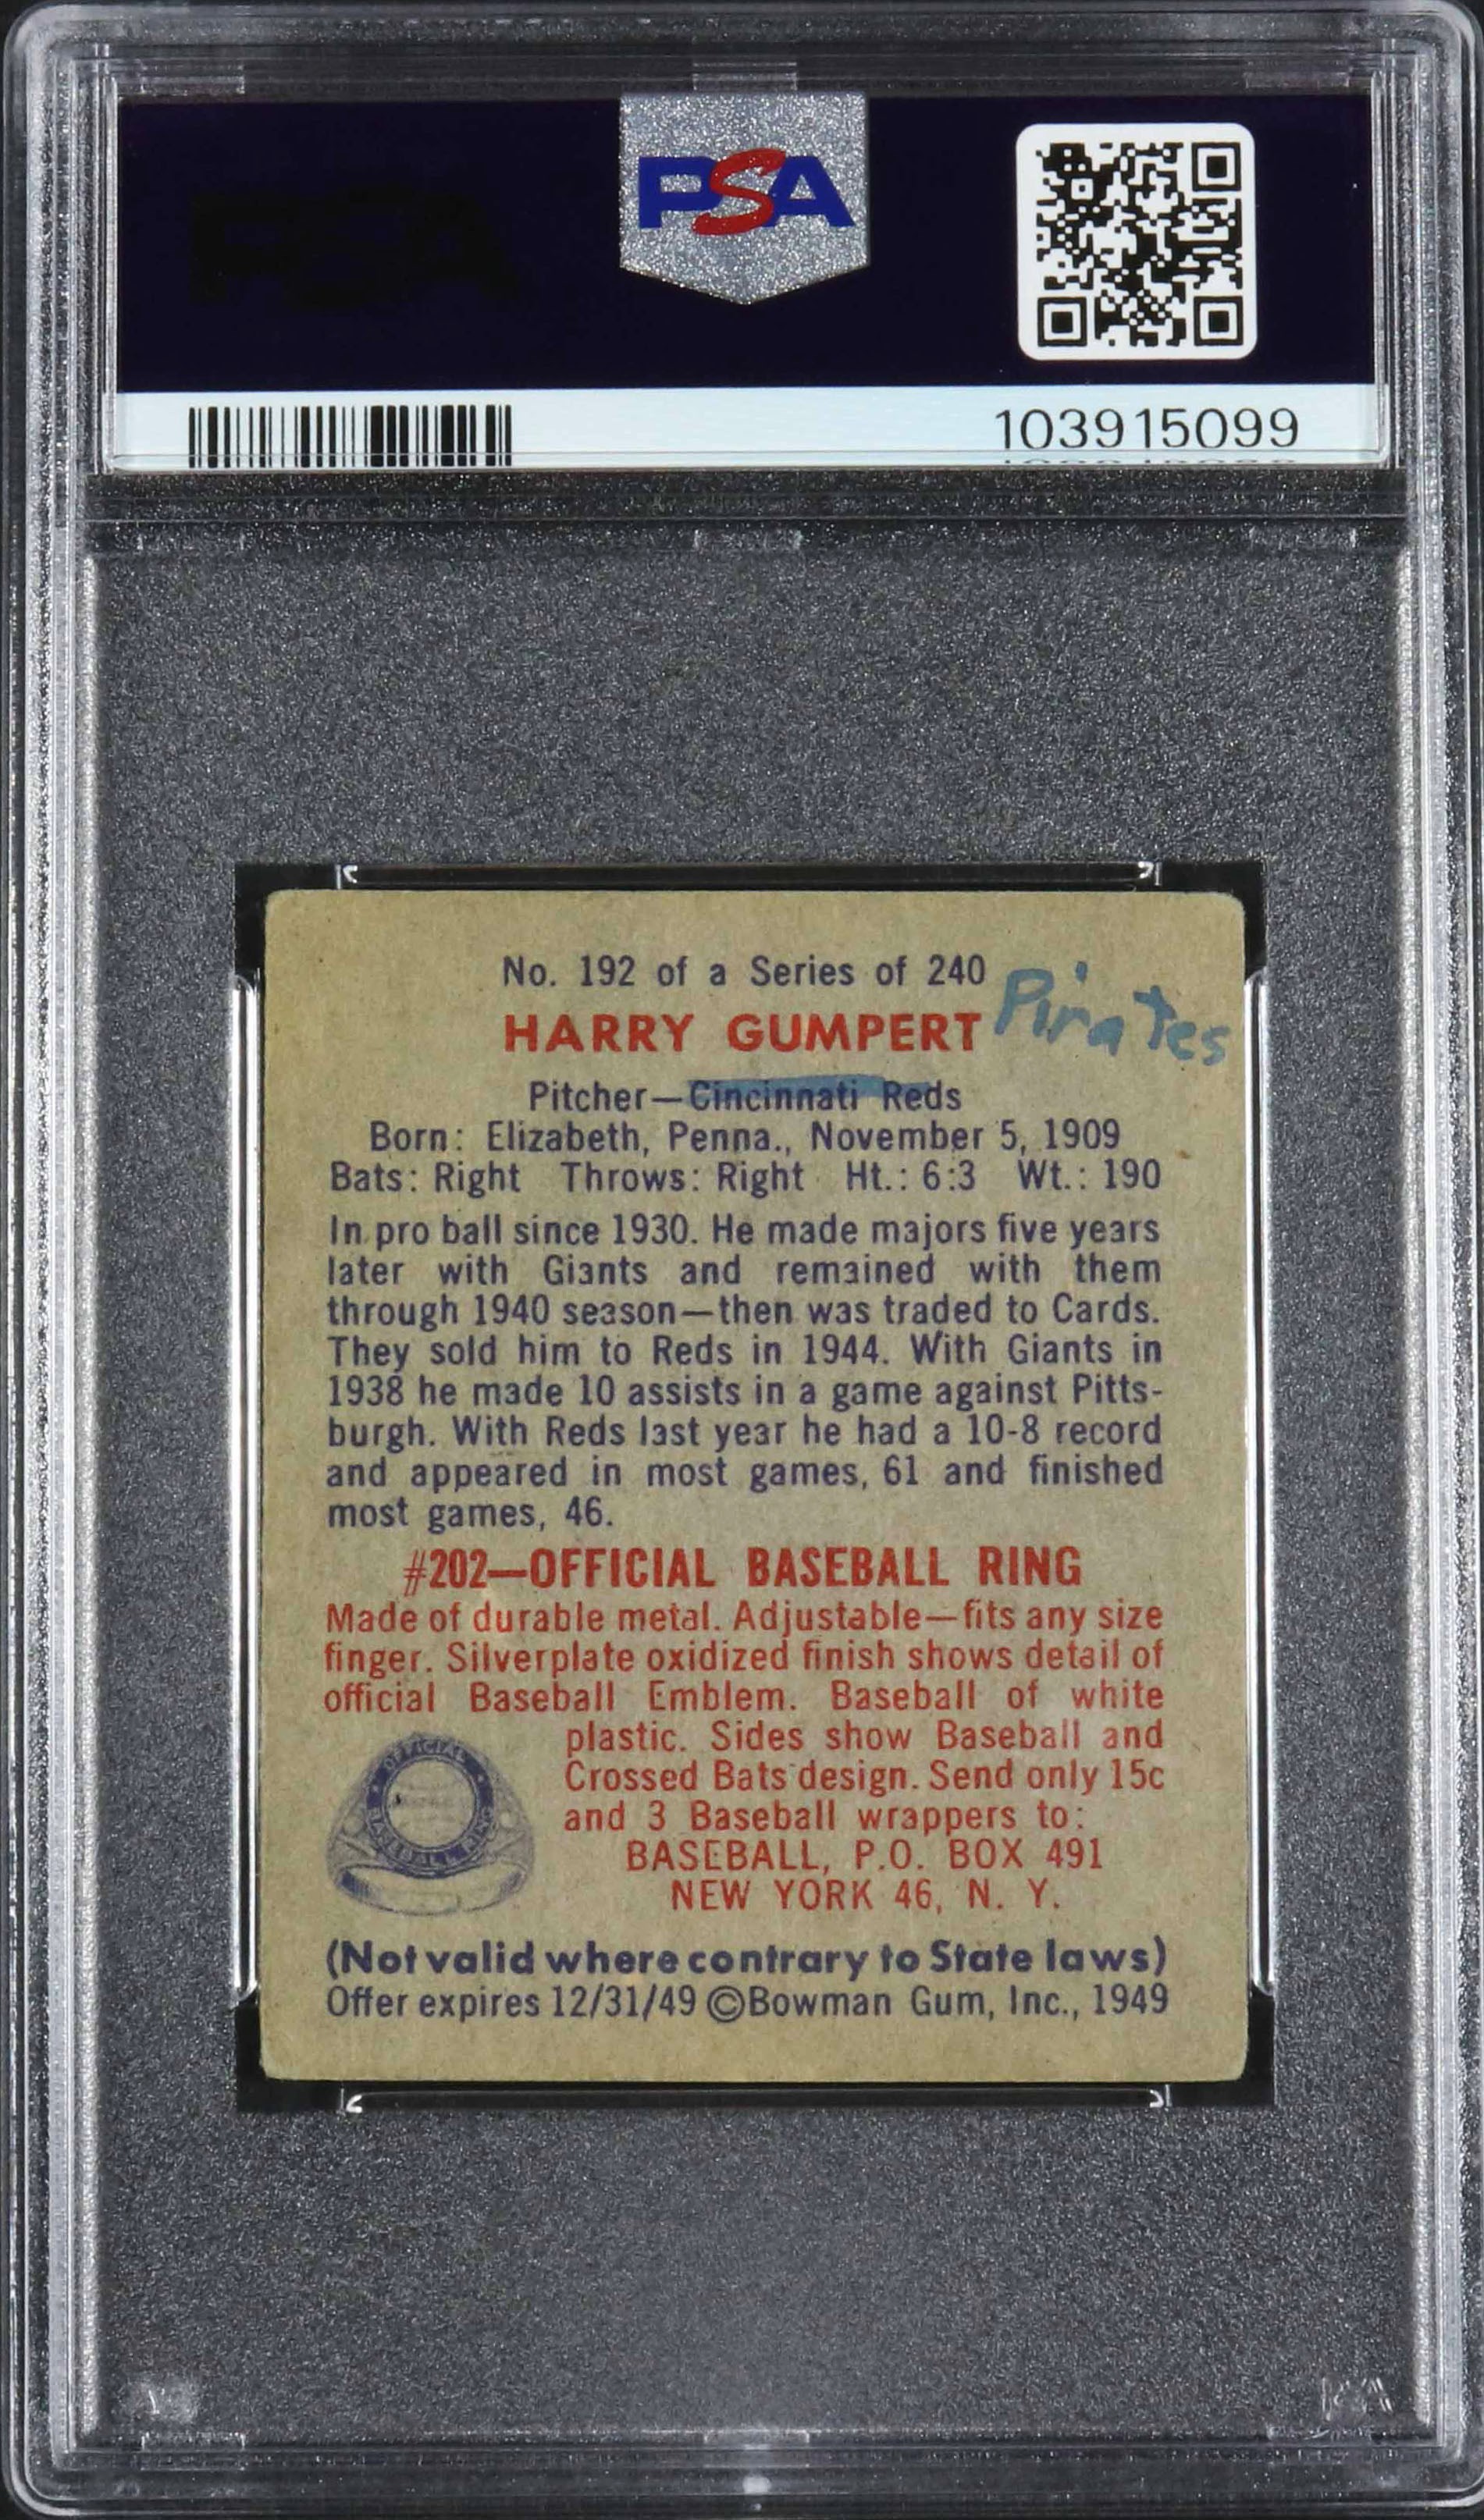 PSA
103915099
No. 192 of a Series of 240
HARRY GUMPERT Pirates
Pitcher—Cincinnati Reds
Born: Elizabeth, Penna., November 5, 1909
Bats: Right Throws: Right Ht.: 6:3 Wt.: 190
In pro ball since 1930. He made majors five years
later with Giants and remained with them
through 1940 season—then was traded to Cards.
They sold him to Reds in 1944. With Giants in
1938 he made 10 assists in a game against Pitts-
burgh. With Reds last year he had a 10-8 record
and appeared in most games, 61 and finished
most games, 46.
#202—OFFICIAL BASEBALL RING
Made of durable metal. Adjustable—fits any size
finger. Silverplate oxidized finish shows detail of
official Baseball Emblem. Baseball of white
plastic. Sides show Baseball and
Crossed Bats design. Send only 15c
and 3 Baseball wrappers to:
BASEBALL, P.O. BOX 491
NEW YORK 46, N. Y.
OFFICIAL
BASEBALL RING
(Not valid where contrary to State laws)
Offer expires 12/31/49 ©Bowman Gum, Inc., 1949